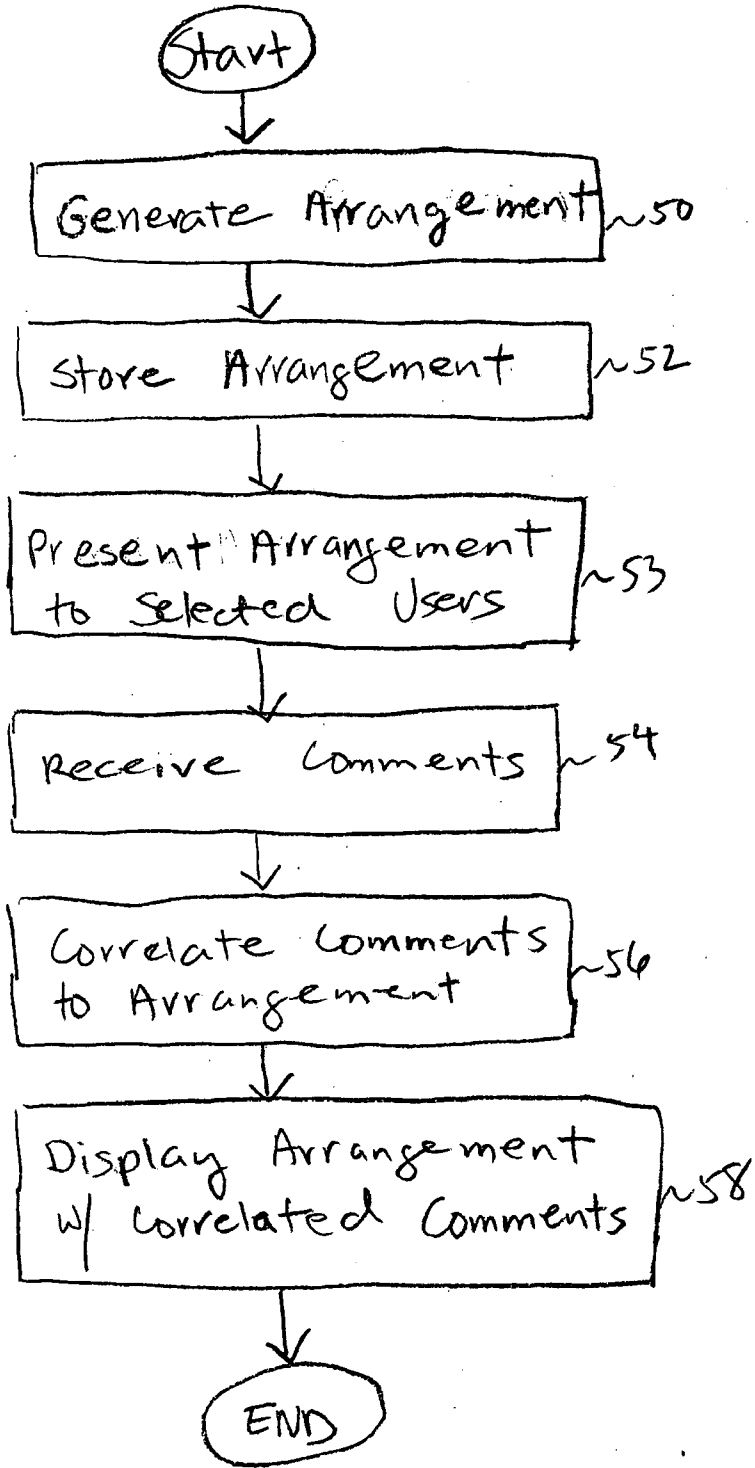 Start
Generate Arrangement
~50
Store Arrangement
~52
Present Arrangement
to Selected Users
~53
Receive Comments
~54
Correlate Comments
to Arrangement
~56
Display Arrangement
w/ Correlated Comments
~58
END